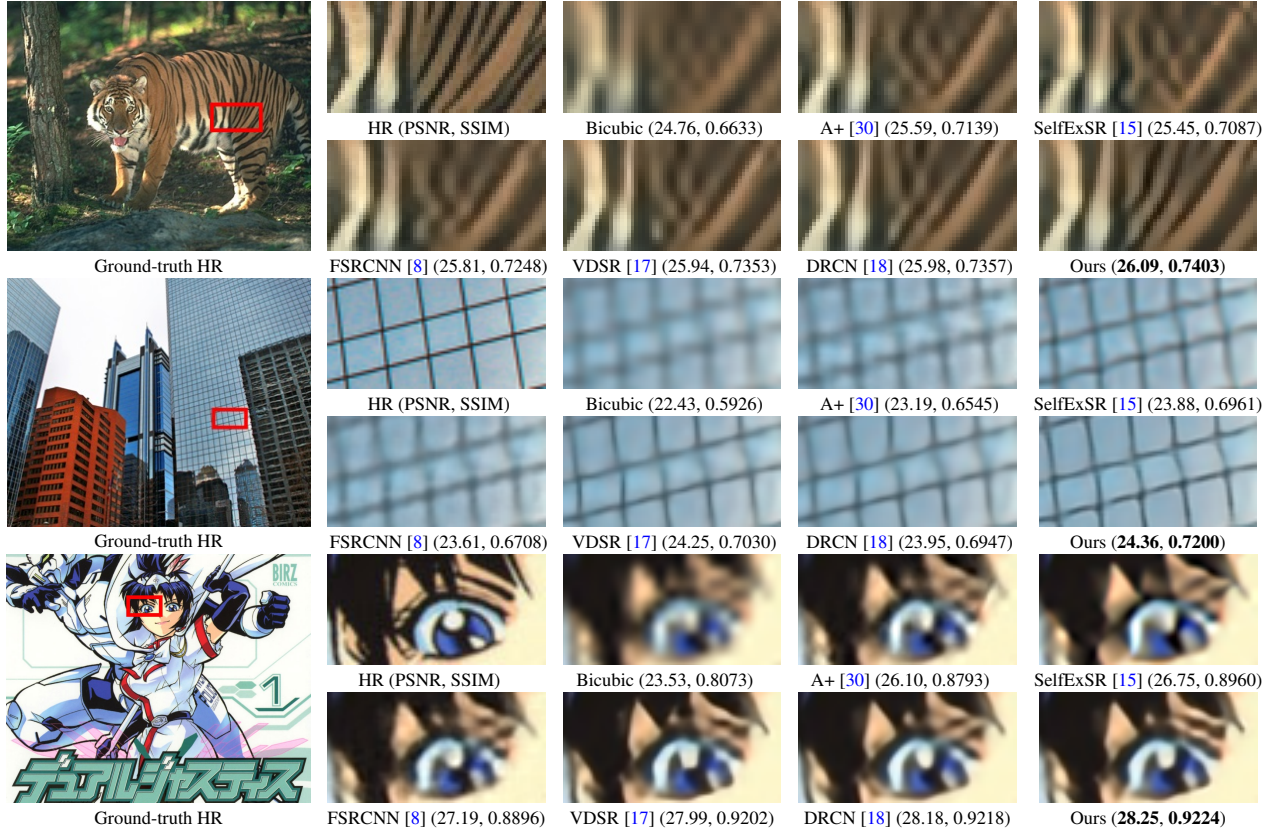 HR (PSNR, SSIM)
Bicubic (24.76, 0.6633)
A+ [30] (25.59, 0.7139)
SelfExSR [15] (25.45, 0.7087)
Ground-truth HR
FSRCNN [8] (25.81, 0.7248)
VDSR [17] (25.94, 0.7353)
DRCN [18] (25.98, 0.7357)
Ours (26.09, 0.7403)
HR (PSNR, SSIM)
Bicubic (22.43, 0.5926)
A+ [30] (23.19, 0.6545)
SelfExSR [15] (23.88, 0.6961)
Ground-truth HR
FSRCNN [8] (23.61, 0.6708)
VDSR [17] (24.25, 0.7030)
DRCN [18] (23.95, 0.6947)
Ours (24.36, 0.7200)
BIRZ
COMICS
1
デュアルジャスティス
HR (PSNR, SSIM)
Bicubic (23.53, 0.8073)
A+ [30] (26.10, 0.8793)
SelfExSR [15] (26.75, 0.8960)
Ground-truth HR
FSRCNN [8] (27.19, 0.8896)
VDSR [17] (27.99, 0.9202)
DRCN [18] (28.18, 0.9218)
Ours (28.25, 0.9224)